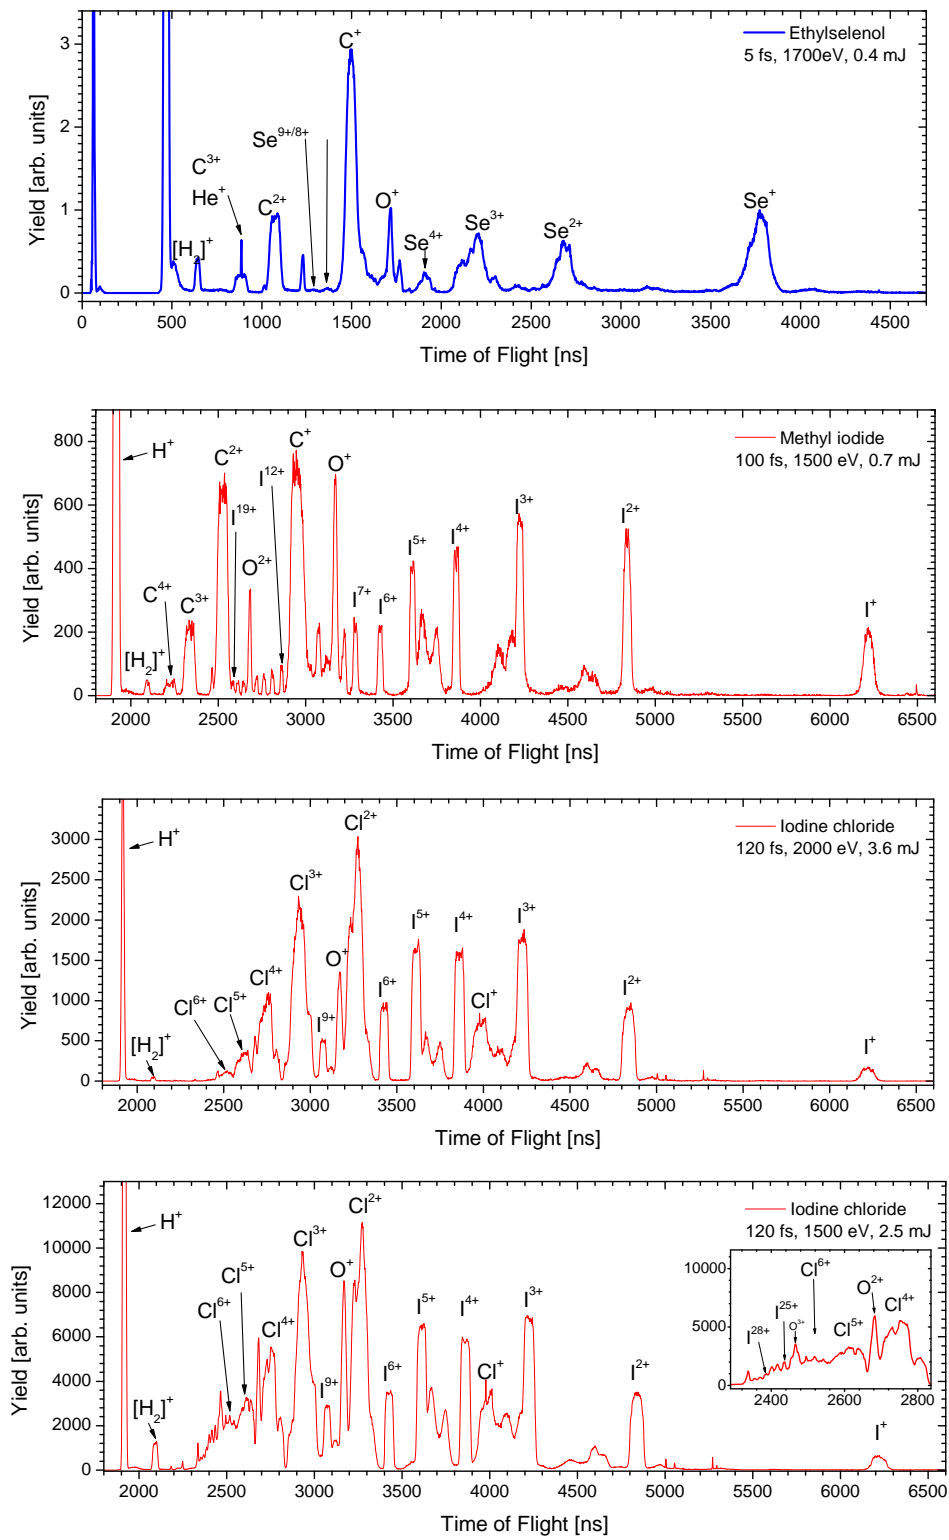 Ethylselenol
5 fs, 1700eV, 0.4 mJ
C⁺
Se⁹⁺/⁸⁺
C³⁺
He⁺
C²⁺
O⁺
[H₂]⁺
Se⁴⁺
Se³⁺
Se²⁺
Se⁺
Yield [arb. units]
3
2
1
0
0 500 1000 1500 2000 2500 3000 3500 4000 4500
Time of Flight [ns]
Methyl iodide
100 fs, 1500 eV, 0.7 mJ
H⁺
C²⁺
C⁺
I¹²⁺
O⁺
I¹⁹⁺
O²⁺
C⁴⁺
C³⁺
[H₂]⁺
I⁷⁺
I⁶⁺
I⁵⁺
I⁴⁺
I³⁺
I²⁺
I⁺
Yield [arb. units]
800
600
400
200
0
2000 2500 3000 3500 4000 4500 5000 5500 6000 6500
Time of Flight [ns]
Iodine chloride
120 fs, 2000 eV, 3.6 mJ
H⁺
Cl²⁺
Cl³⁺
O⁺
Cl⁴⁺
Cl⁵⁺
Cl⁶⁺
[H₂]⁺
I⁹⁺
I⁶⁺
I⁵⁺
I⁴⁺
I³⁺
Cl⁺
I²⁺
I⁺
Yield [arb. units]
3000
2500
2000
1500
1000
500
0
2000 2500 3000 3500 4000 4500 5000 5500 6000 6500
Time of Flight [ns]
Iodine chloride
120 fs, 1500 eV, 2.5 mJ
H⁺
Cl²⁺
Cl³⁺
O⁺
Cl⁵⁺
Cl⁶⁺
Cl⁴⁺
[H₂]⁺
I⁹⁺
I⁶⁺
I⁵⁺
I⁴⁺
I³⁺
Cl⁺
I²⁺
I⁺
10000
5000
0
Cl⁶⁺
O²⁺
I²⁵⁺
Cl⁴⁺
I²⁸⁺
O³⁺
Cl⁵⁺
2400 2500 2600 2700 2800
Yield [arb. units]
12000
10000
8000
6000
4000
2000
0
2000 2500 3000 3500 4000 4500 5000 5500 6000 6500
Time of Flight [ns]